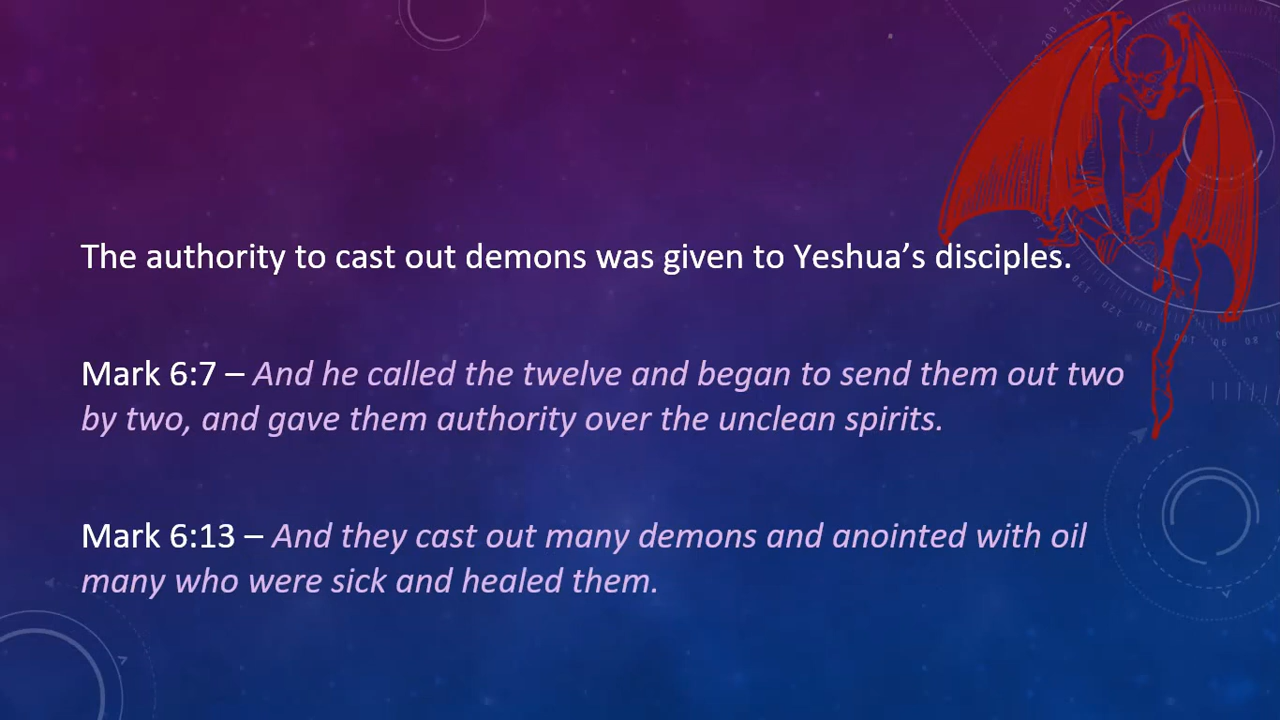 The authority to cast out demons was given to Yeshua’s disciples.
Mark 6:7 – And he called the twelve and began to send them out two
by two, and gave them authority over the unclean spirits.
Mark 6:13 – And they cast out many demons and anointed with oil
many who were sick and healed them.